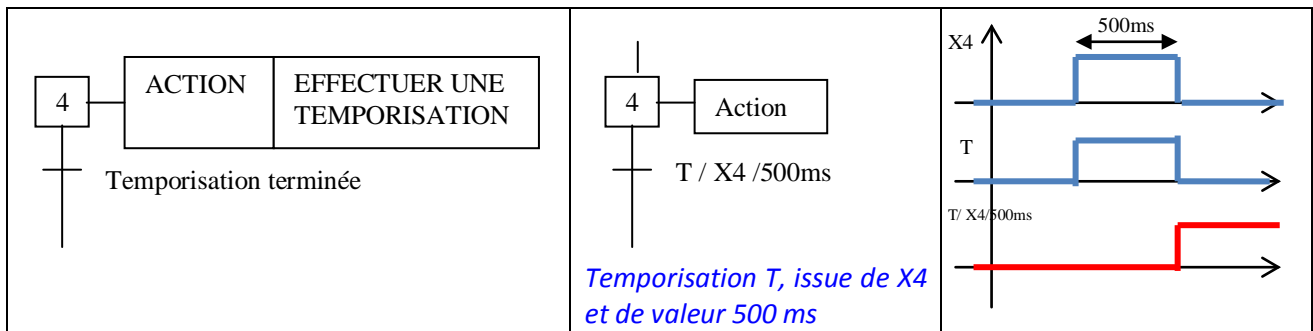 4
ACTION
EFFECTUER UNE
TEMPORISATION
Temporisation terminée
4
Action
T / X4 /500ms
Temporisation T, issue de X4
et de valeur 500 ms
500ms
X4
T
T/ X4/500ms